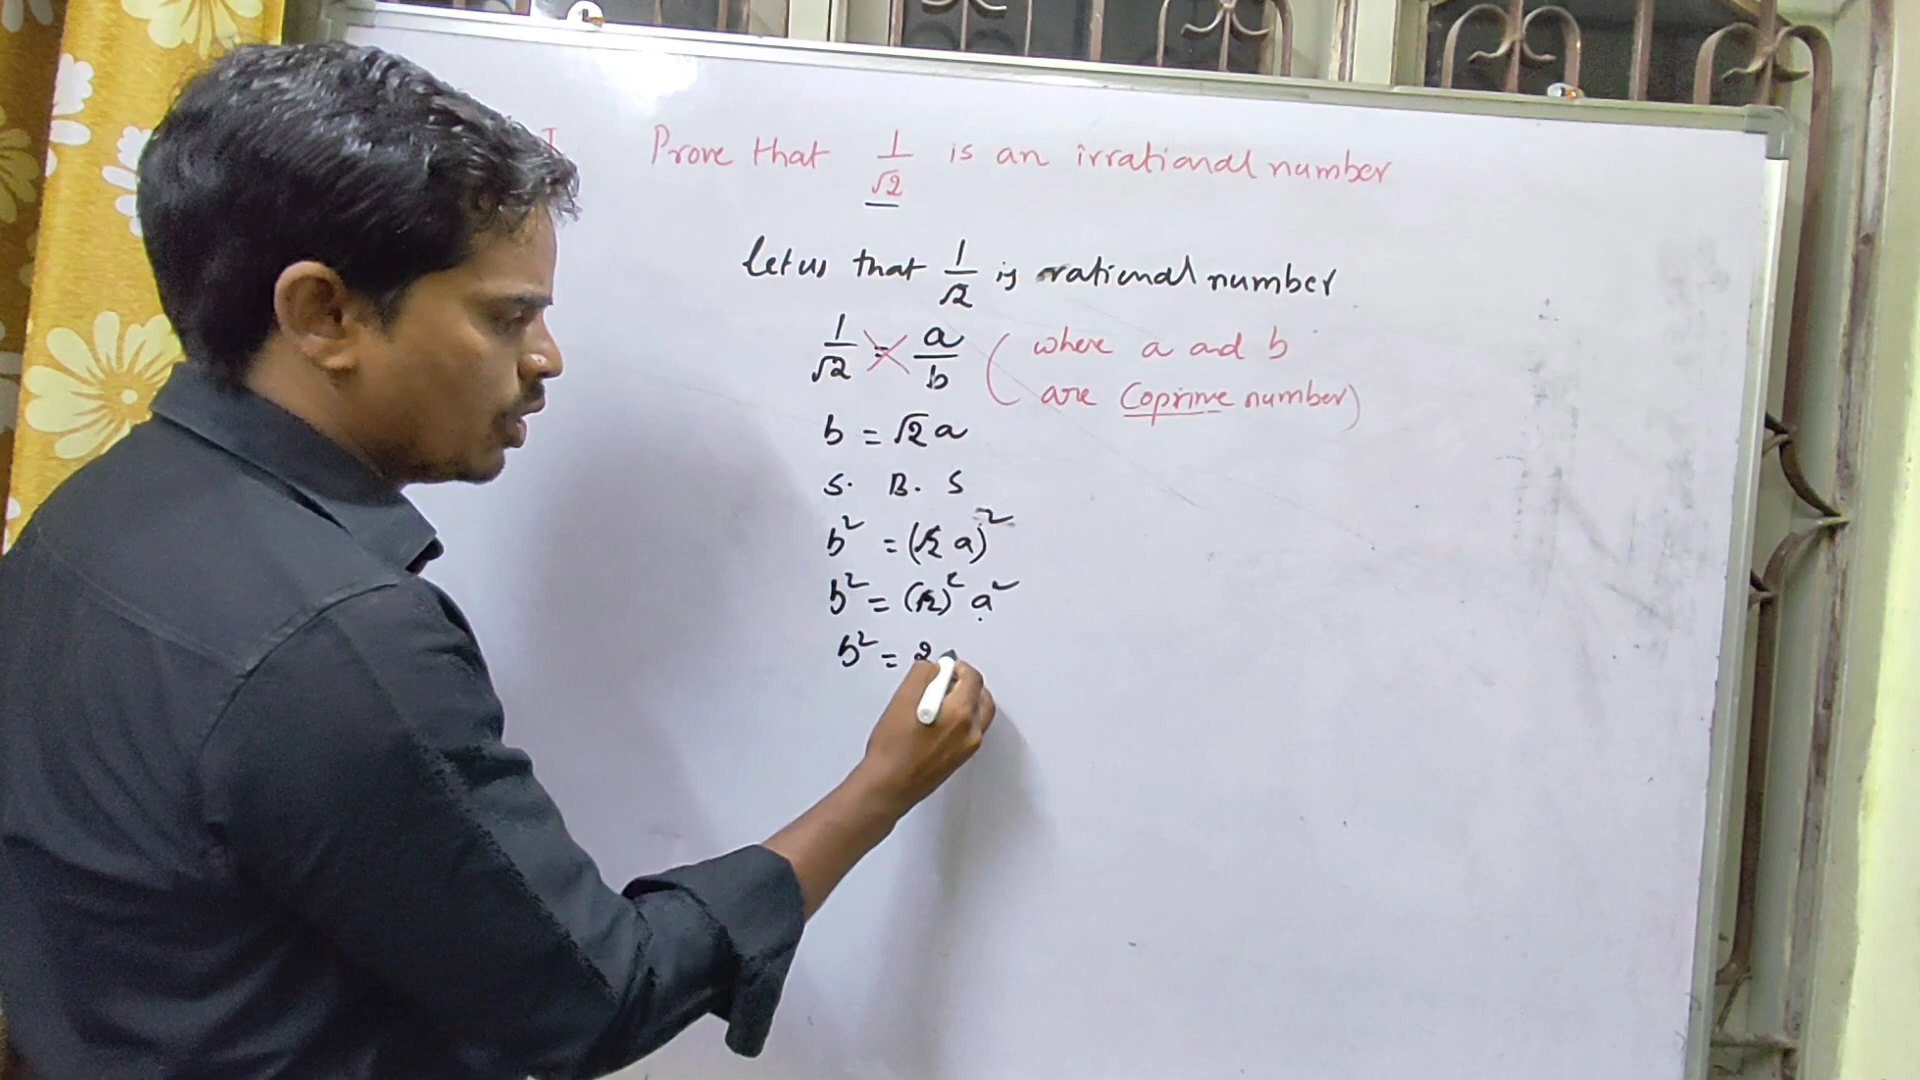 I Prove that 1/√2 is an irrational number
Let us that 1/√2 is rational number
1/√2 = a/b (where a and b
are coprime number)
b = √2 a
S. B. S
b² = (√2 a)²
b² = (√2)² a²
b² = 2